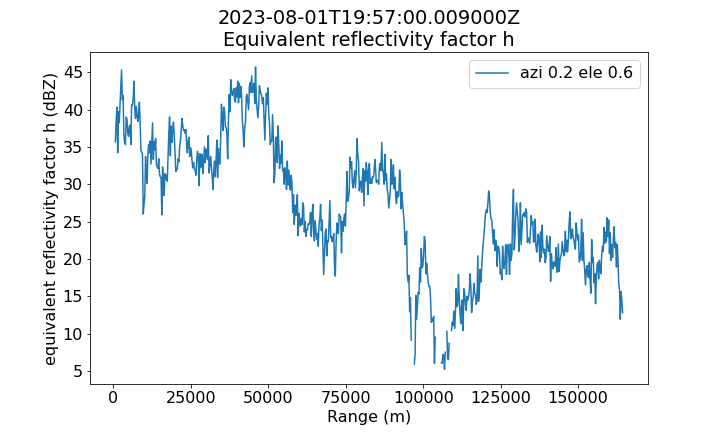 2023-08-01T19:57:00.009000Z
Equivalent reflectivity factor h
azi 0.2 ele 0.6
equivalent reflectivity factor h (dBZ)
45
40
35
30
25
20
15
10
5
0 25000 50000 75000 100000 125000 150000
Range (m)